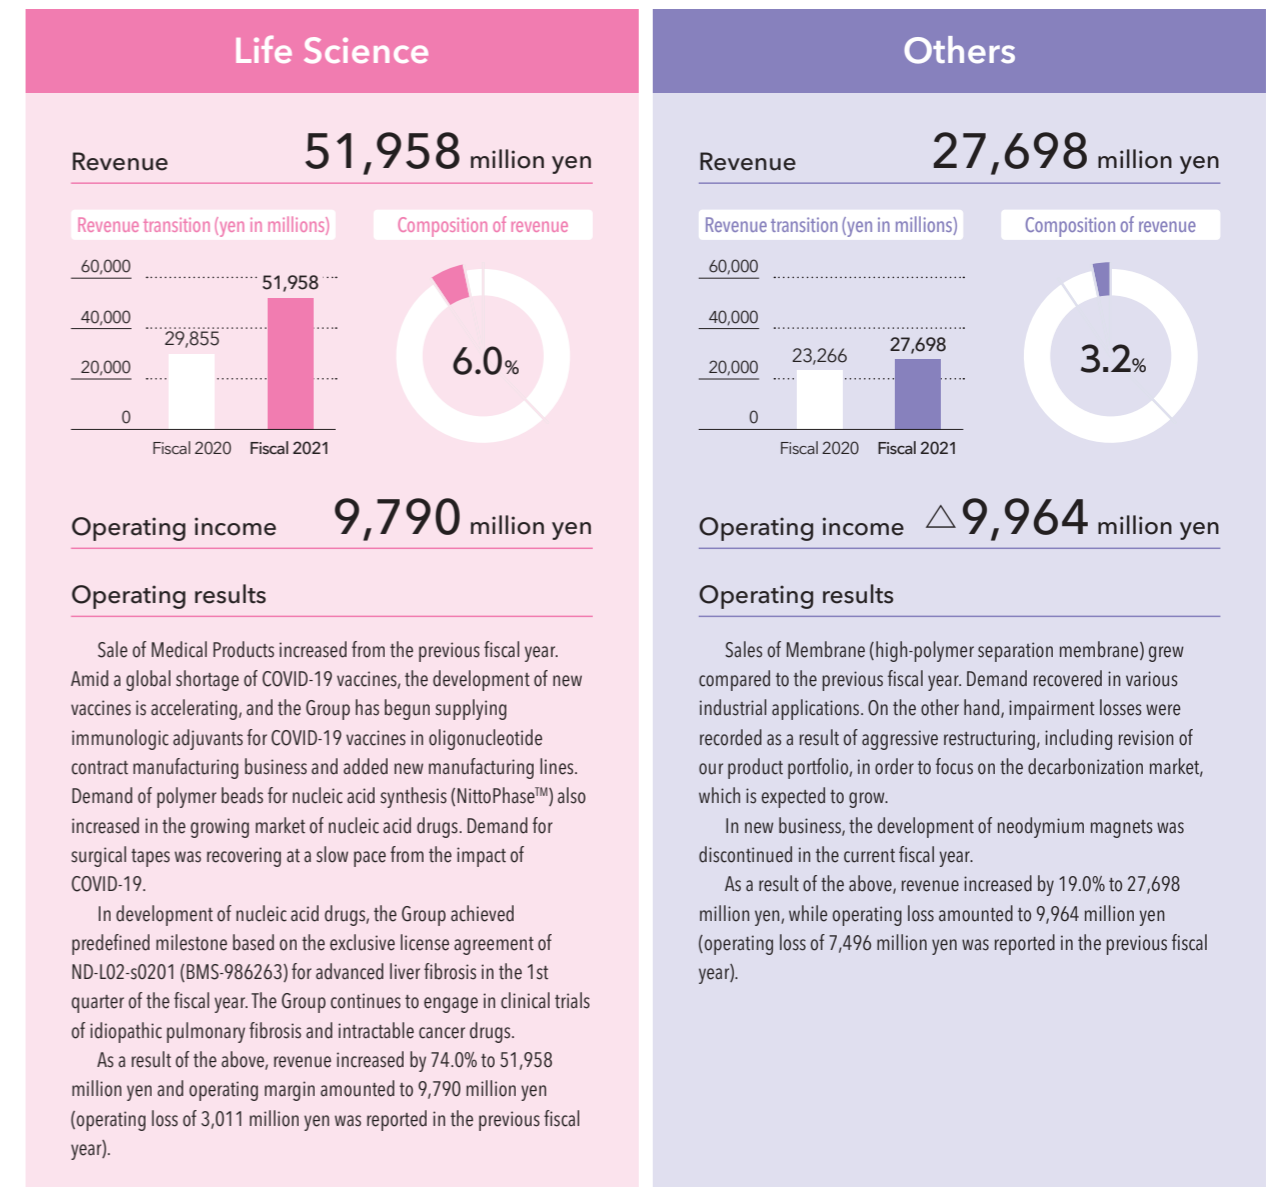 Life Science
Revenue 51,958 million yen
Revenue transition (yen in millions)
Composition of revenue
60,000
51,958
40,000
29,855
20,000
0
Fiscal 2020 Fiscal 2021
6.0%
Operating income 9,790 million yen
Operating results
Sale of Medical Products increased from the previous fiscal year.
Amid a global shortage of COVID-19 vaccines, the development of new
vaccines is accelerating, and the Group has begun supplying
immunologic adjuvants for COVID-19 vaccines in oligonucleotide
contract manufacturing business and added new manufacturing lines.
Demand of polymer beads for nucleic acid synthesis (NittoPhase™) also
increased in the growing market of nucleic acid drugs. Demand for
surgical tapes was recovering at a slow pace from the impact of
COVID-19.
In development of nucleic acid drugs, the Group achieved
predefined milestone based on the exclusive license agreement of
ND-L02-s0201 (BMS-986263) for advanced liver fibrosis in the 1st
quarter of the fiscal year. The Group continues to engage in clinical trials
of idiopathic pulmonary fibrosis and intractable cancer drugs.
As a result of the above, revenue increased by 74.0% to 51,958
million yen and operating margin amounted to 9,790 million yen
(operating loss of 3,011 million yen was reported in the previous fiscal
year).
Others
Revenue 27,698 million yen
Revenue transition (yen in millions)
Composition of revenue
60,000
40,000
27,698
23,266
20,000
0
Fiscal 2020 Fiscal 2021
3.2%
Operating income △9,964 million yen
Operating results
Sales of Membrane (high-polymer separation membrane) grew
compared to the previous fiscal year. Demand recovered in various
industrial applications. On the other hand, impairment losses were
recorded as a result of aggressive restructuring, including revision of
our product portfolio, in order to focus on the decarbonization market,
which is expected to grow.
In new business, the development of neodymium magnets was
discontinued in the current fiscal year.
As a result of the above, revenue increased by 19.0% to 27,698
million yen, while operating loss amounted to 9,964 million yen
(operating loss of 7,496 million yen was reported in the previous fiscal
year).